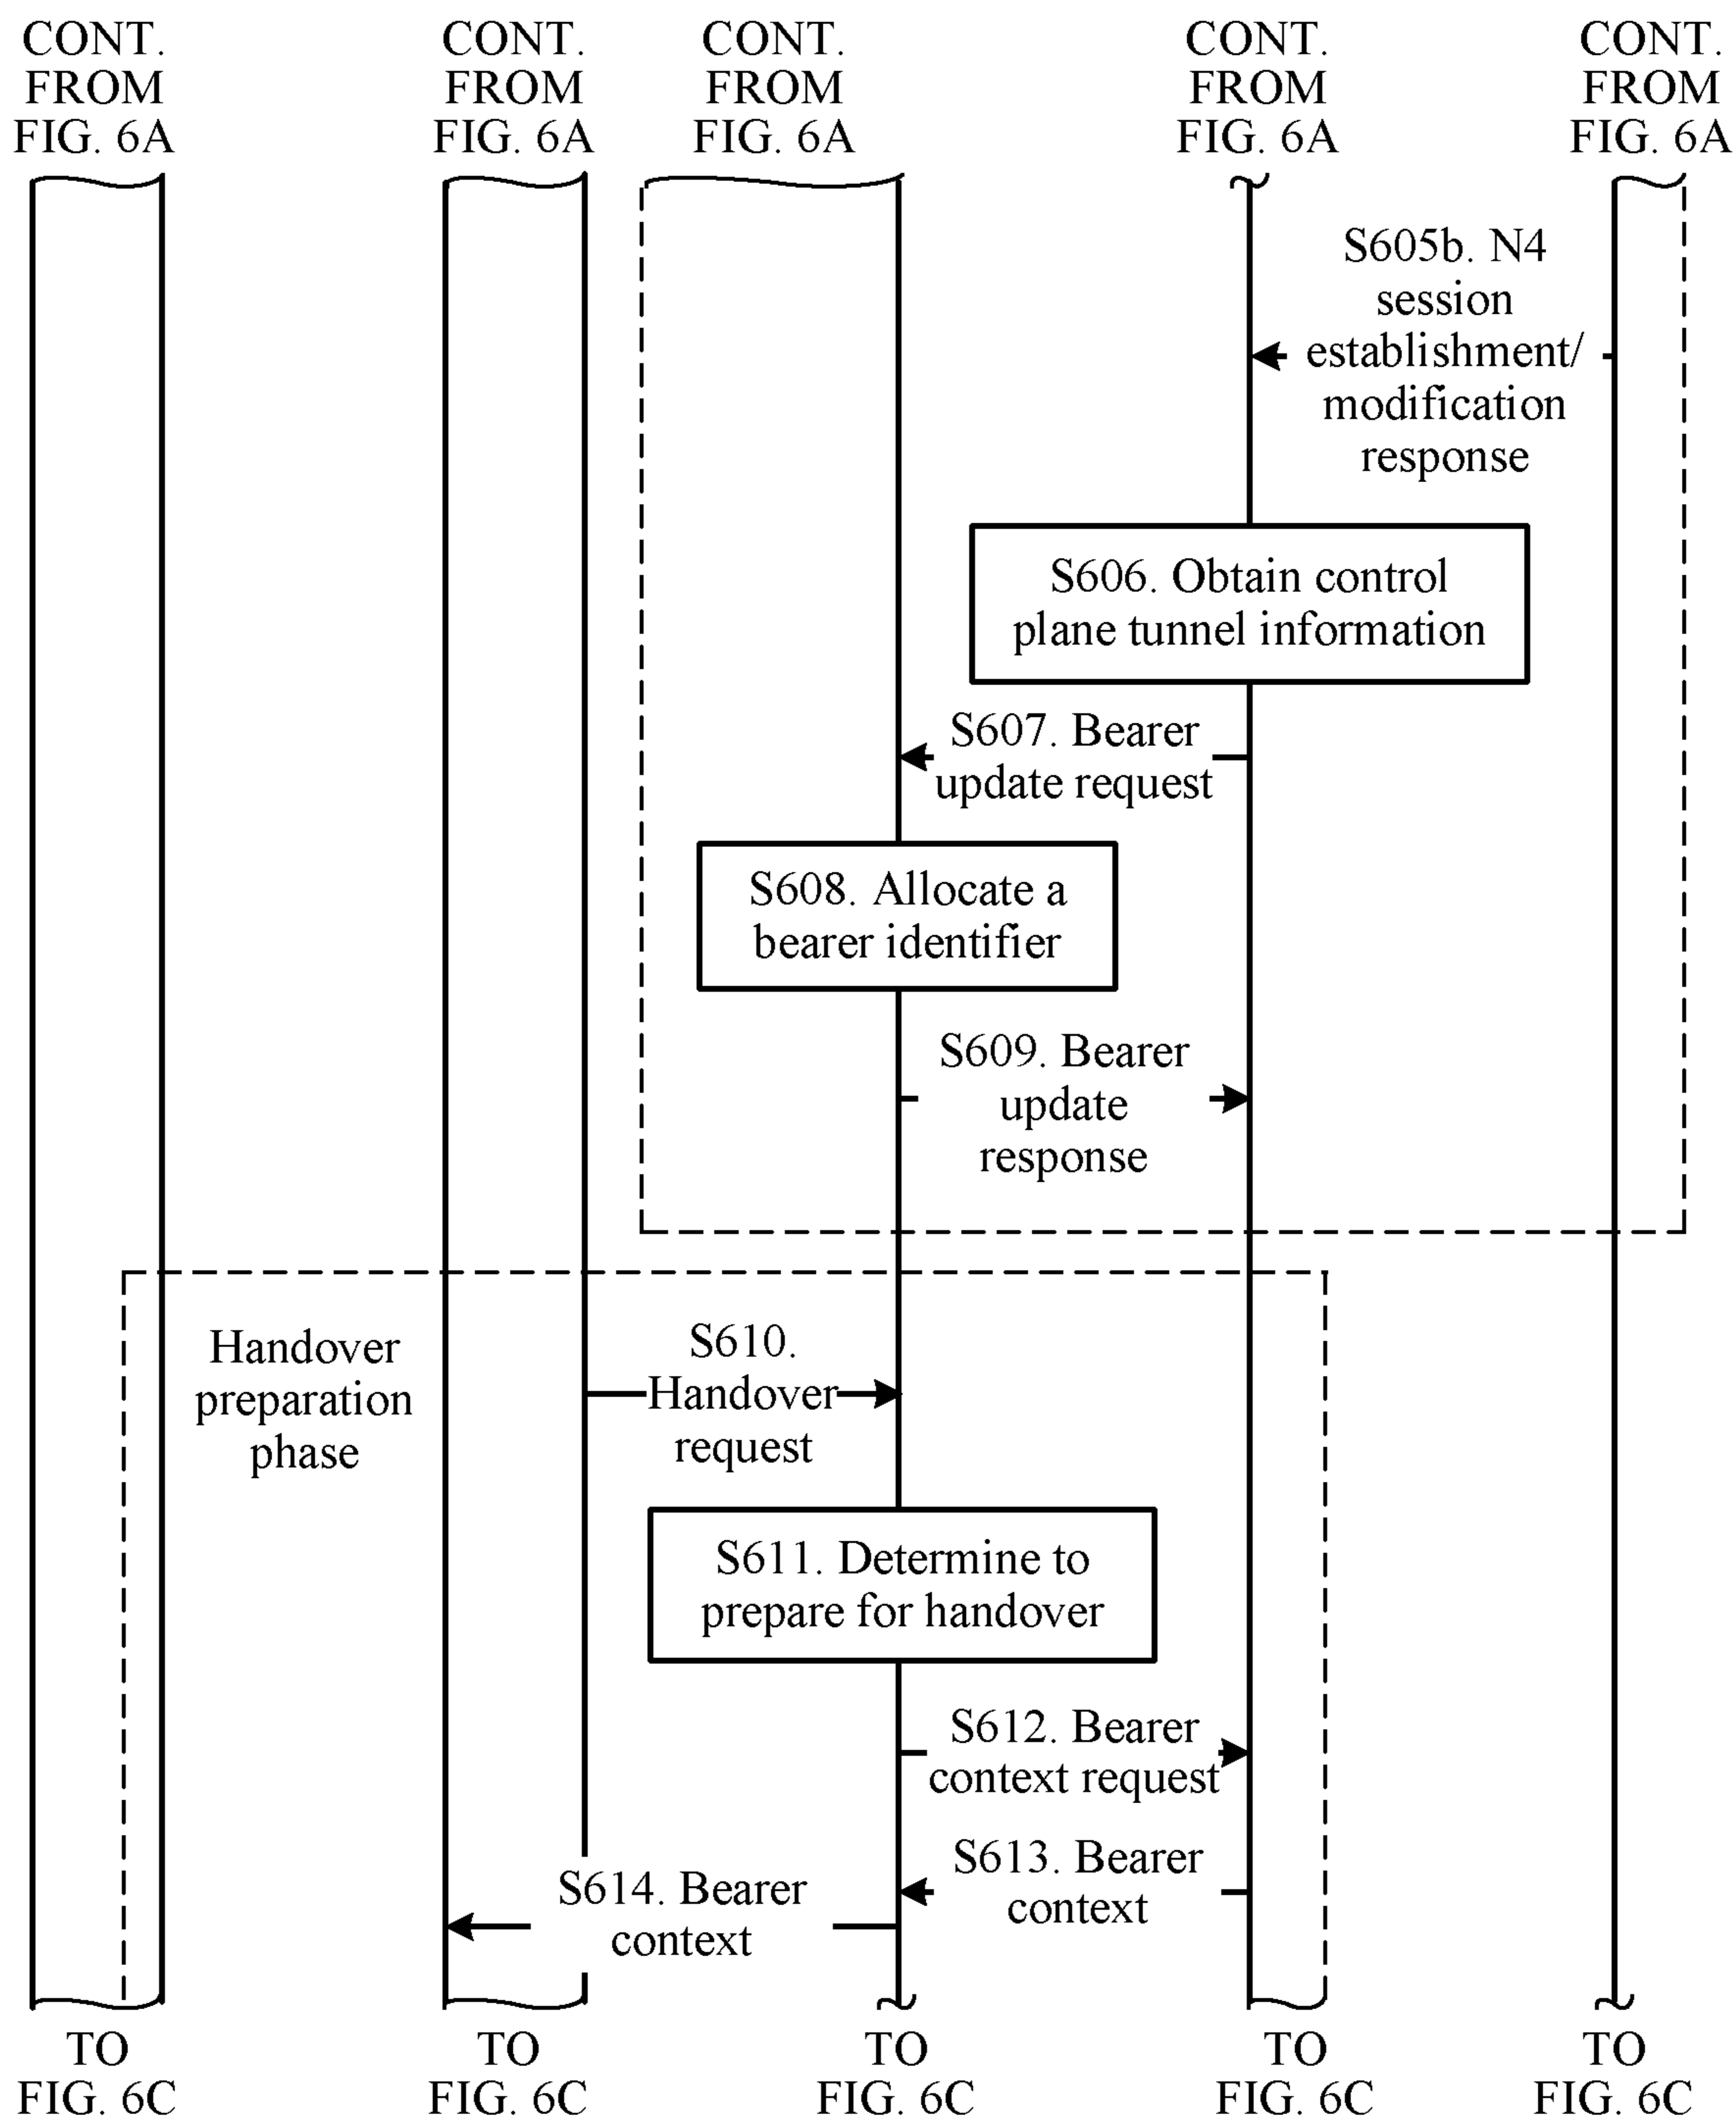 CONT.
FROM
FIG. 6A
CONT.
FROM
FIG. 6A
CONT.
FROM
FIG. 6A
CONT.
FROM
FIG. 6A
CONT.
FROM
FIG. 6A
S605b. N4
session
establishment/
modification
response
S606. Obtain control
plane tunnel information
S607. Bearer
update request
S608. Allocate a
bearer identifier
S609. Bearer
update
response
Handover
preparation
phase
S610.
Handover
request
S611. Determine to
prepare for handover
S612. Bearer
context request
S613. Bearer
context
S614. Bearer
context
TO
FIG. 6C
TO
FIG. 6C
TO
FIG. 6C
TO
FIG. 6C
TO
FIG. 6C